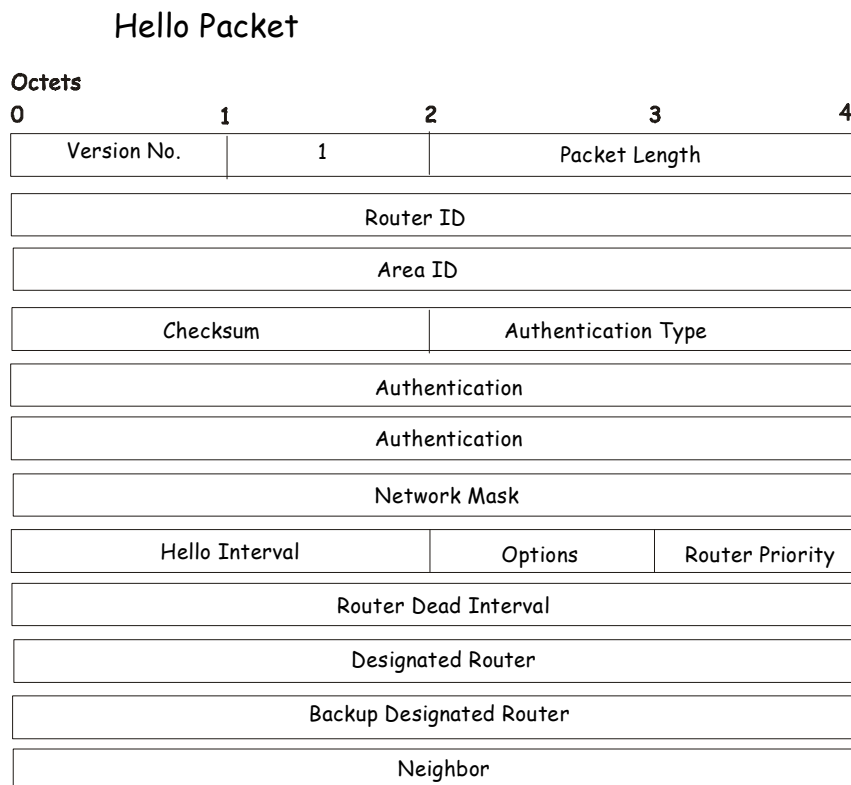 Hello Packet
Octets
0 1 2 3 4
Version No. 1 Packet Length
Router ID
Area ID
Checksum Authentication Type
Authentication
Authentication
Network Mask
Hello Interval Options Router Priority
Router Dead Interval
Designated Router
Backup Designated Router
Neighbor